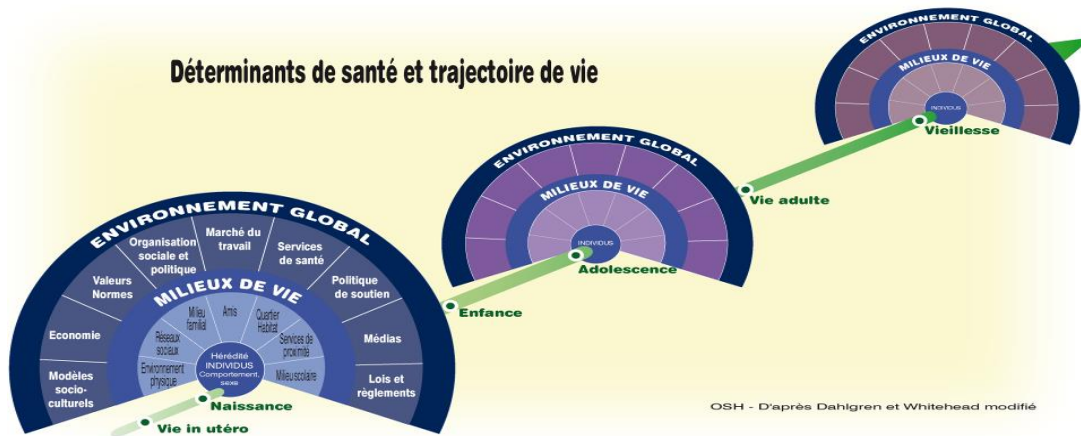 Déterminants de santé et trajectoire de vie
ENVIRONNEMENT GLOBAL
MILIEUX DE VIE
INDIVIDUS
Vieillesse
Vie adulte
ENVIRONNEMENT GLOBAL
MILIEUX DE VIE
INDIVIDUS
Adolescence
Enfance
ENVIRONNEMENT GLOBAL
Modèles
socio-
culturels
Economie
Valeurs
Normes
Organisation
sociale et
politique
Marché du
travail
Services
de santé
Politique
de soutien
Médias
Lois et
règlements
MILIEUX DE VIE
Environnement
physique
Réseaux
sociaux
Milieu
familial
Amis
Quartier
Habitat
Services de
proximité
Milieu scolaire
Hérédité
INDIVIDUS
Comportement,
sexe
Naissance
Vie in utéro
OSH - D'après Dahlgren et Whitehead modifié